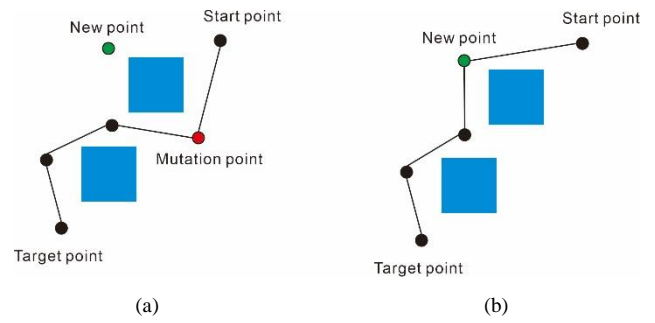 Start point
New point
Mutation point
Target point
(a)
Start point
New point
Target point
(b)